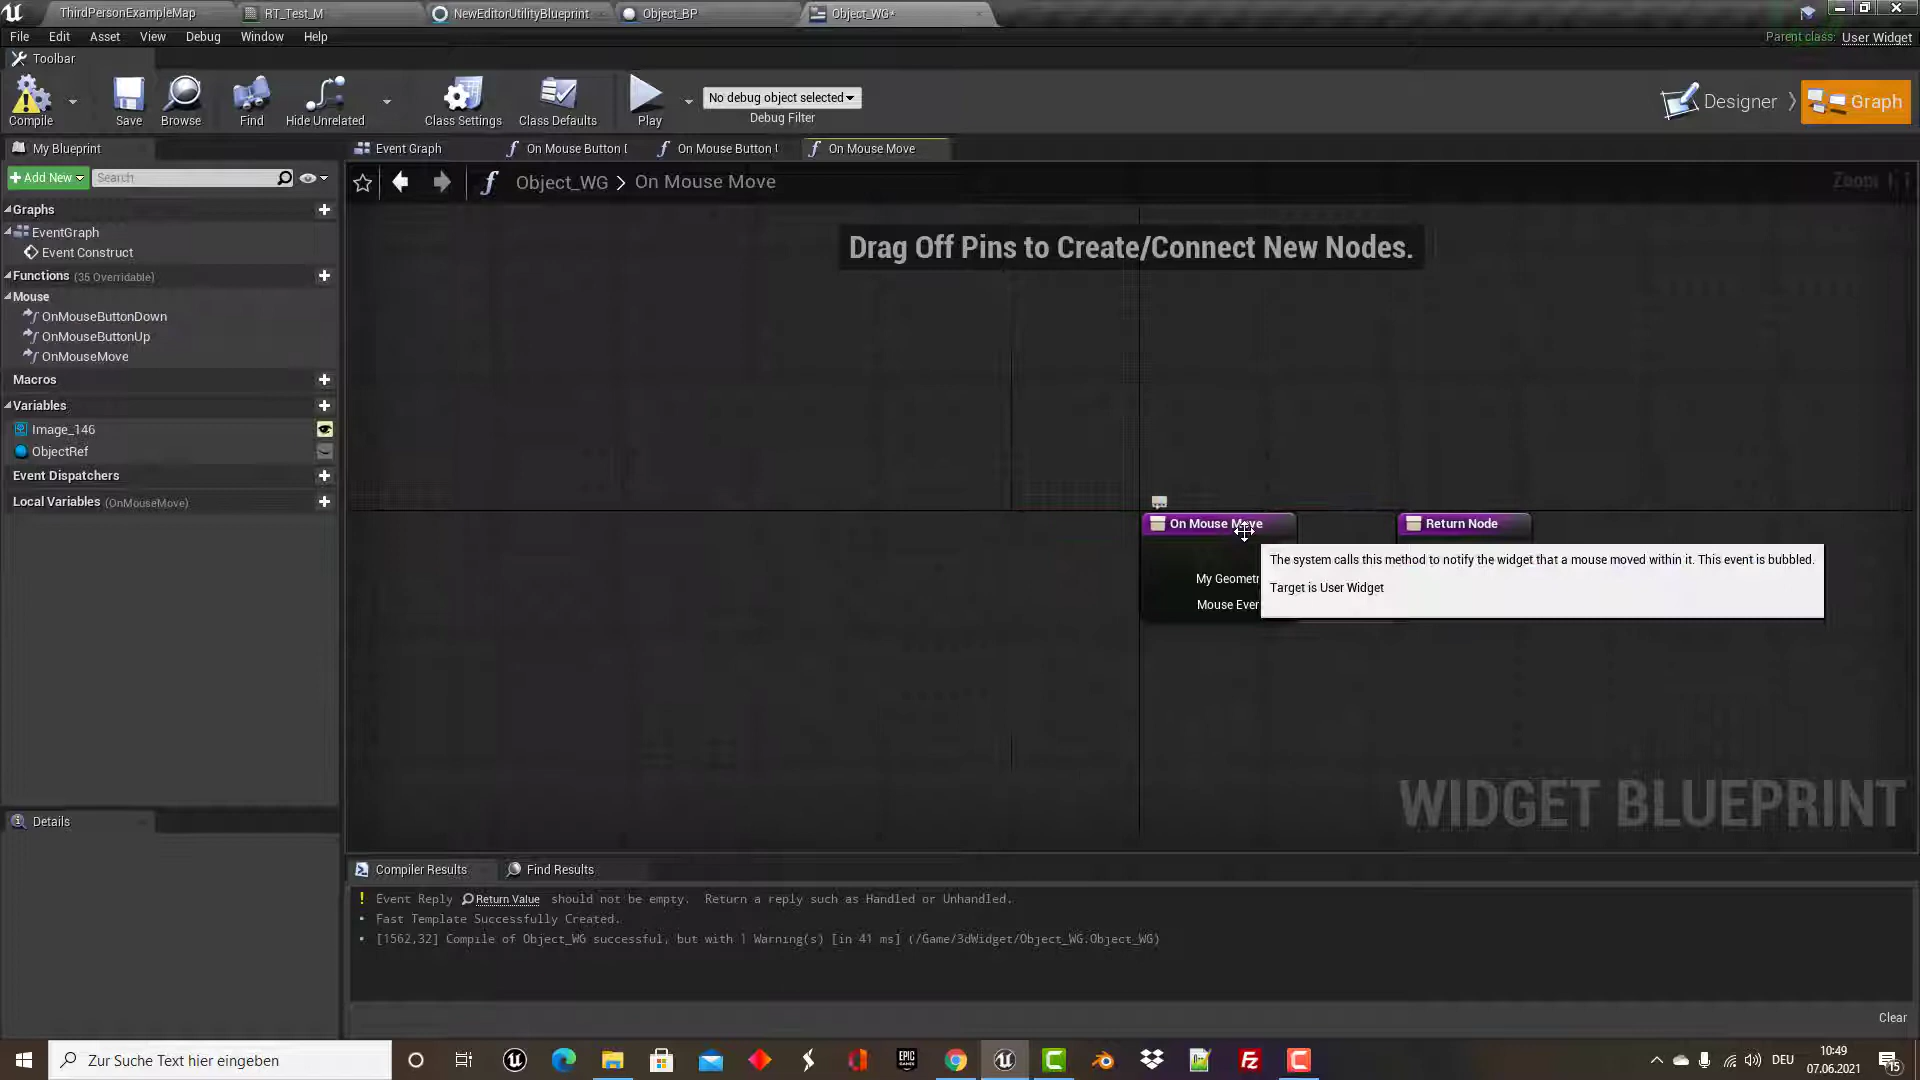 ThirdPersonExampleMap
RT_Test_M
NewEditorUtilityBlueprint
Object_BP
Object_WG*
File Edit Asset View Debug Window Help
Parent class: User Widget
Toolbar
Compile
Save
Browse
Find
Hide Unrelated
Class Settings
Class Defaults
Play
No debug object selected
Debug Filter
Designer
Graph
My Blueprint
Event Graph
On Mouse Button
On Mouse Button
On Mouse Move
+ Add New
Search
Object_WG > On Mouse Move
Zoom
Graphs
EventGraph
Event Construct
Functions (35 Overridable)
Mouse
OnMouseButtonDown
OnMouseButtonUp
OnMouseMove
Macros
Variables
Image_146
ObjectRef
Event Dispatchers
Local Variables (OnMouseMove)
Drag Off Pins to Create/Connect New Nodes.
On Mouse Move
Return Node
My Geometr
Mouse Even
The system calls this method to notify the widget that a mouse moved within it. This event is bubbled.
Target is User Widget
WIDGET BLUEPRINT
Details
Compiler Results
Find Results
! Event Reply Return Value should not be empty. Return a reply such as Handled or Unhandled.
• Fast Template Successfully Created.
• [1562,32] Compile of Object_WG successful, but with 1 Warning(s) [in 41 ms] (/Game/3dWidget/Object_WG.Object_WG)
Clear
Zur Suche Text hier eingeben
EPIC GAMES
DEU
10:49
07.06.2021
15